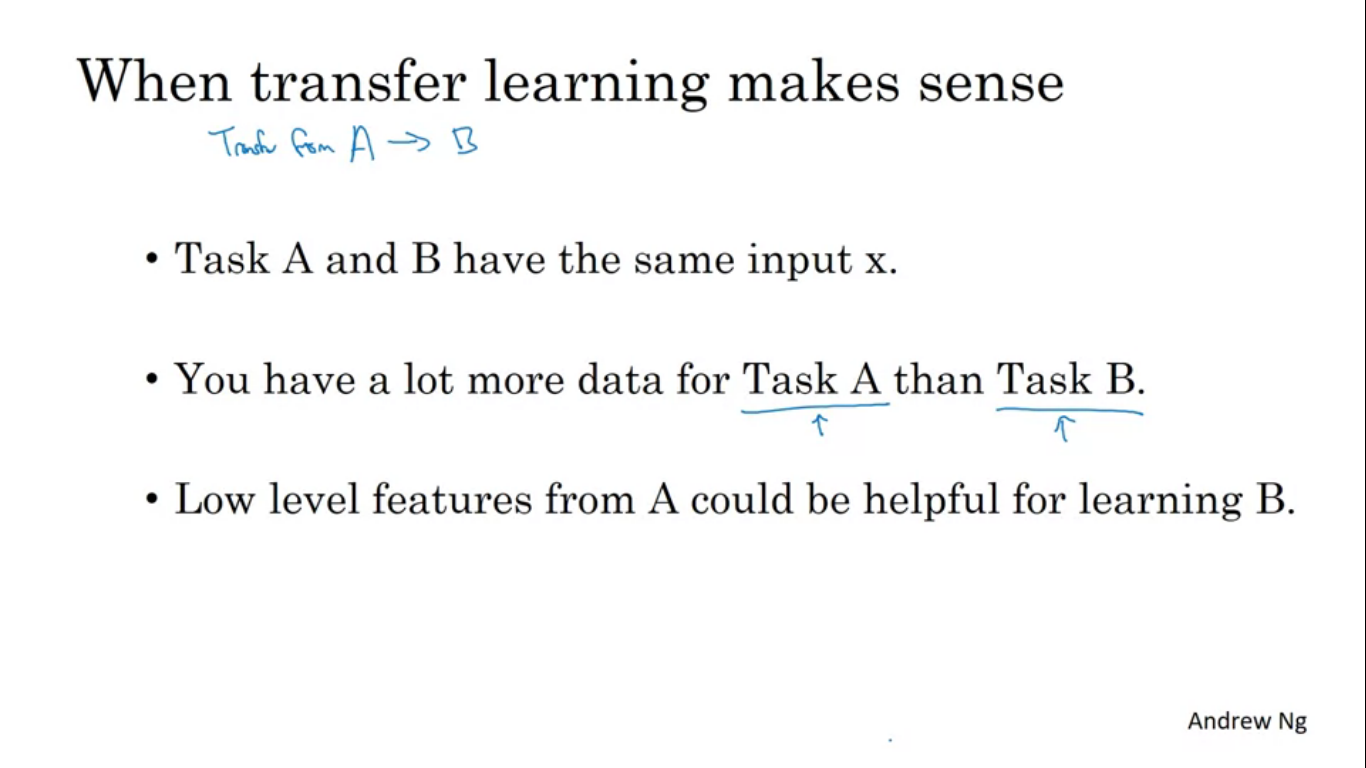 When transfer learning makes sense
Transfer from A → B
• Task A and B have the same input x.
• You have a lot more data for Task A than Task B.
↑ ↑
• Low level features from A could be helpful for learning B.
Andrew Ng